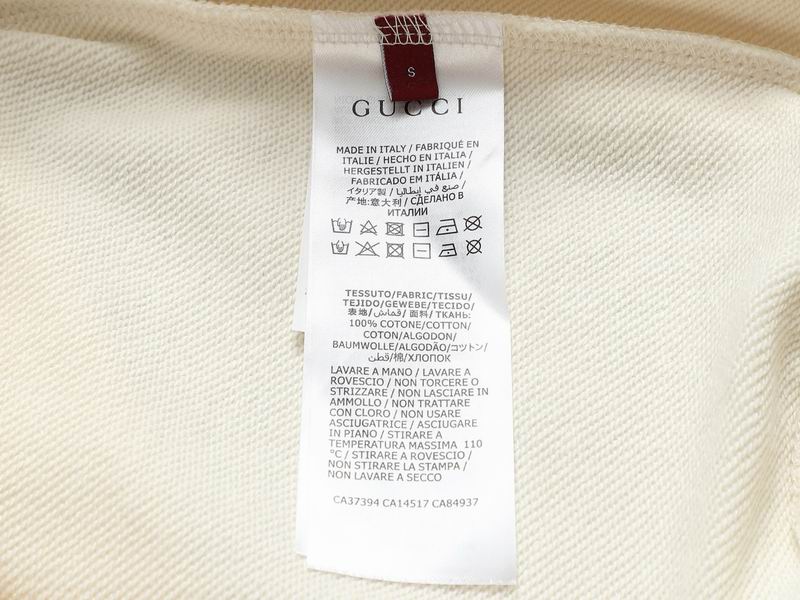 S
GUCCI
MADE IN ITALY / FABRIQUÉ EN
ITALIE / HECHO EN ITALIA /
HERGESTELLT IN ITALIEN /
FABRICADO EM ITÁLIA /
イタリア製 / صنع في إيطاليا /
产地:意大利 / СДЕЛАНО В
ИТАЛИИ
TESSUTO/FABRIC/TISSU/
TEJIDO/GEWEBE/TECIDO/
表地/قماش/ 面料/ ТКАНЬ:
100% COTONE/COTTON/
COTON/ALGODON/
BAUMWOLLE/ALGODÃO/コットン/
قطن/棉/ХЛОПОК
LAVARE A MANO / LAVARE A
ROVESCIO / NON TORCERE O
STRIZZARE / NON LASCIARE IN
AMMOLLO / NON TRATTARE
CON CLORO / NON USARE
ASCIUGATRICE / ASCIUGARE
IN PIANO / STIRARE A
TEMPERATURA MASSIMA 110
°C / STIRARE A ROVESCIO /
NON STIRARE LA STAMPA /
NON LAVARE A SECCO
CA37394 CA14517 CA84937